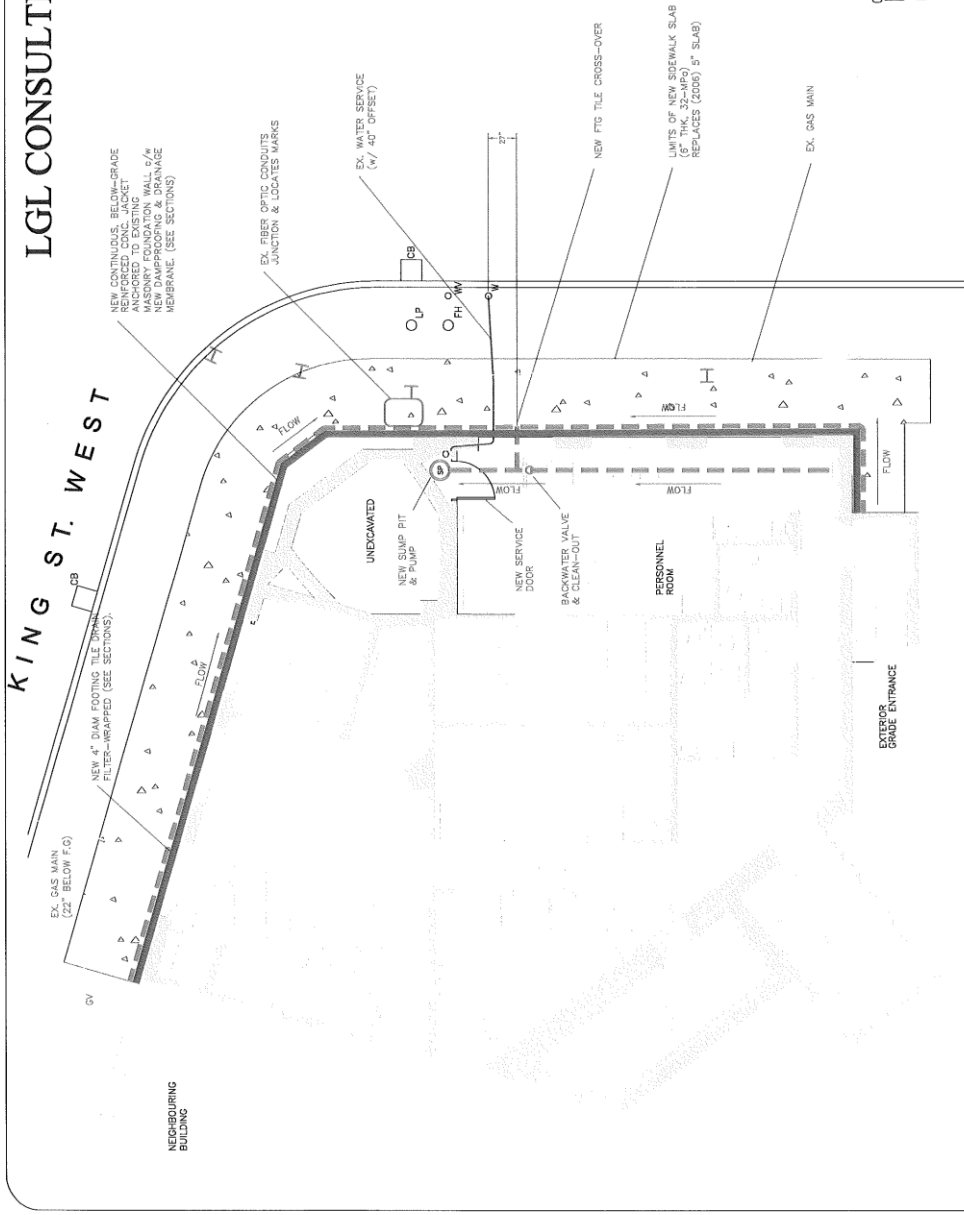 LGL CONSULTI
KING ST. WEST
CB
NEW CONTINUOUS, BELOW-GRADE
REINFORCED CONC. JACKET
ANCHORED TO EXISTING
MASONRY FOUNDATION WALL c/w
NEW DAMPPROOFING & DRAINAGE
MEMBRANE. (SEE SECTIONS)
EX. FIBER OPTIC CONDUITS
JUNCTION & LOCATES MARKS
EX. WATER SERVICE
(w/ 40" OFFSET)
CB
LP
FH
WV
W
27"
NEW FTG TILE CROSS-OVER
LIMITS OF NEW SIDEWALK SLAB
(6" THK, 32-MPa)
REPLACES (2006) 5" SLAB)
EX. GAS MAIN
EX. GAS MAIN
(22" BELOW F.G)
NEW 4" DIAM FOOTING TILE DRAIN
FILTER-WRAPPED (SEE SECTIONS).
GV
FLOW
FLOW
FLOW
FLOW
FLOW
FLOW
NEIGHBOURING
BUILDING
UNEXCAVATED
SP
NEW SUMP PIT
& PUMP
NEW SERVICE
DOOR
BACKWATER VALVE
& CLEAN-OUT
PERSONNEL
ROOM
EXTERIOR
GRADE ENTRANCE